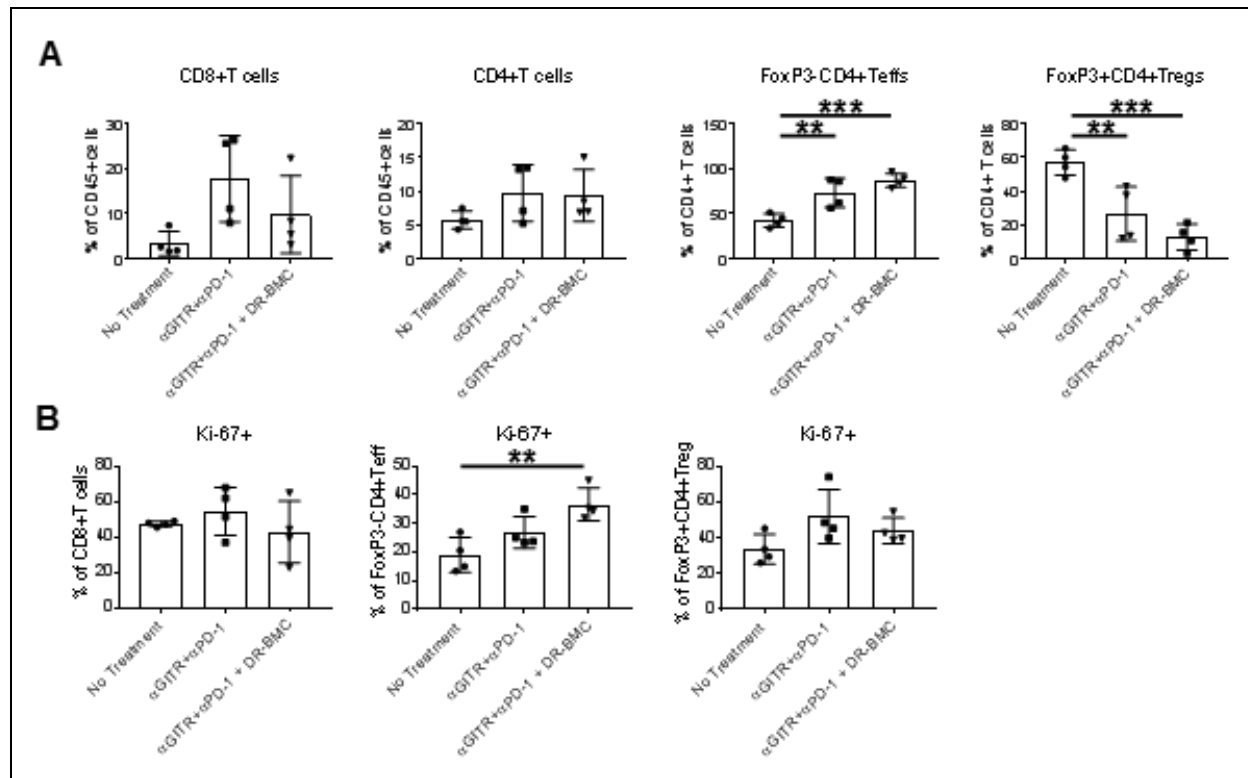 A
CD8+T cells
% of CD45+cells
30
20
10
0
No Treatment
αGITR+αPD-1
αGITR+αPD-1 + DR-BMC
CD4+T cells
% of CD45+cells
20
15
10
5
0
No Treatment
αGITR+αPD-1
αGITR+αPD-1 + DR-BMC
FoxP3-CD4+Teffs
***
**
% of CD4+ T cells
150
100
50
0
No Treatment
αGITR+αPD-1
αGITR+αPD-1 + DR-BMC
FoxP3+CD4+Tregs
***
**
% of CD4+ T cells
80
60
40
20
0
No Treatment
αGITR+αPD-1
αGITR+αPD-1 + DR-BMC
B
Ki-67+
% of CD8+T cells
80
60
40
20
0
No Treatment
αGITR+αPD-1
αGITR+αPD-1 + DR-BMC
Ki-67+
**
% of FoxP3-CD4+Teff
50
40
30
20
10
0
No Treatment
αGITR+αPD-1
αGITR+αPD-1 + DR-BMC
Ki-67+
% of FoxP3+CD4+Treg
80
60
40
20
0
No Treatment
αGITR+αPD-1
αGITR+αPD-1 + DR-BMC